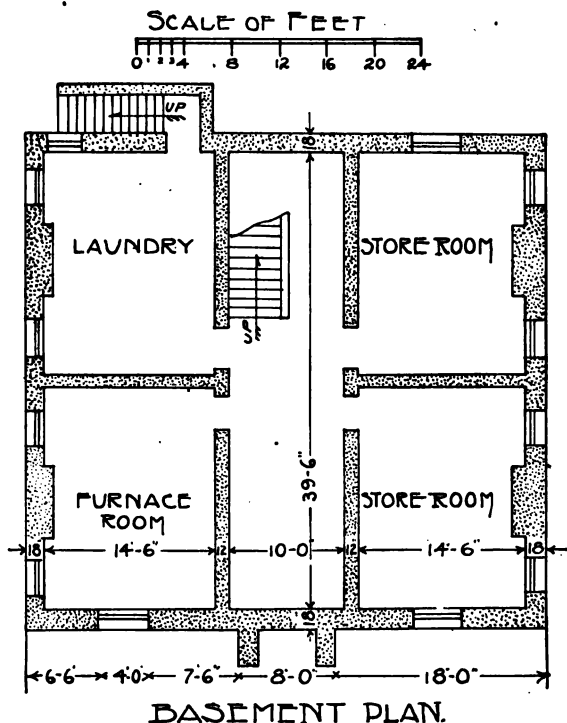 SCALE OF FEET
0 1 2 3 4 8 12 16 20 24
UP
18"
LAUNDRY
STORE ROOM
UP
39'-6"
FURNACE
ROOM
STORE ROOM
18 14'-6" 12 10'-0" 12 14'-6" 18
18"
6'-6" 4'0" 7'-6" 8'-0" 18'-0"
BASEMENT PLAN.